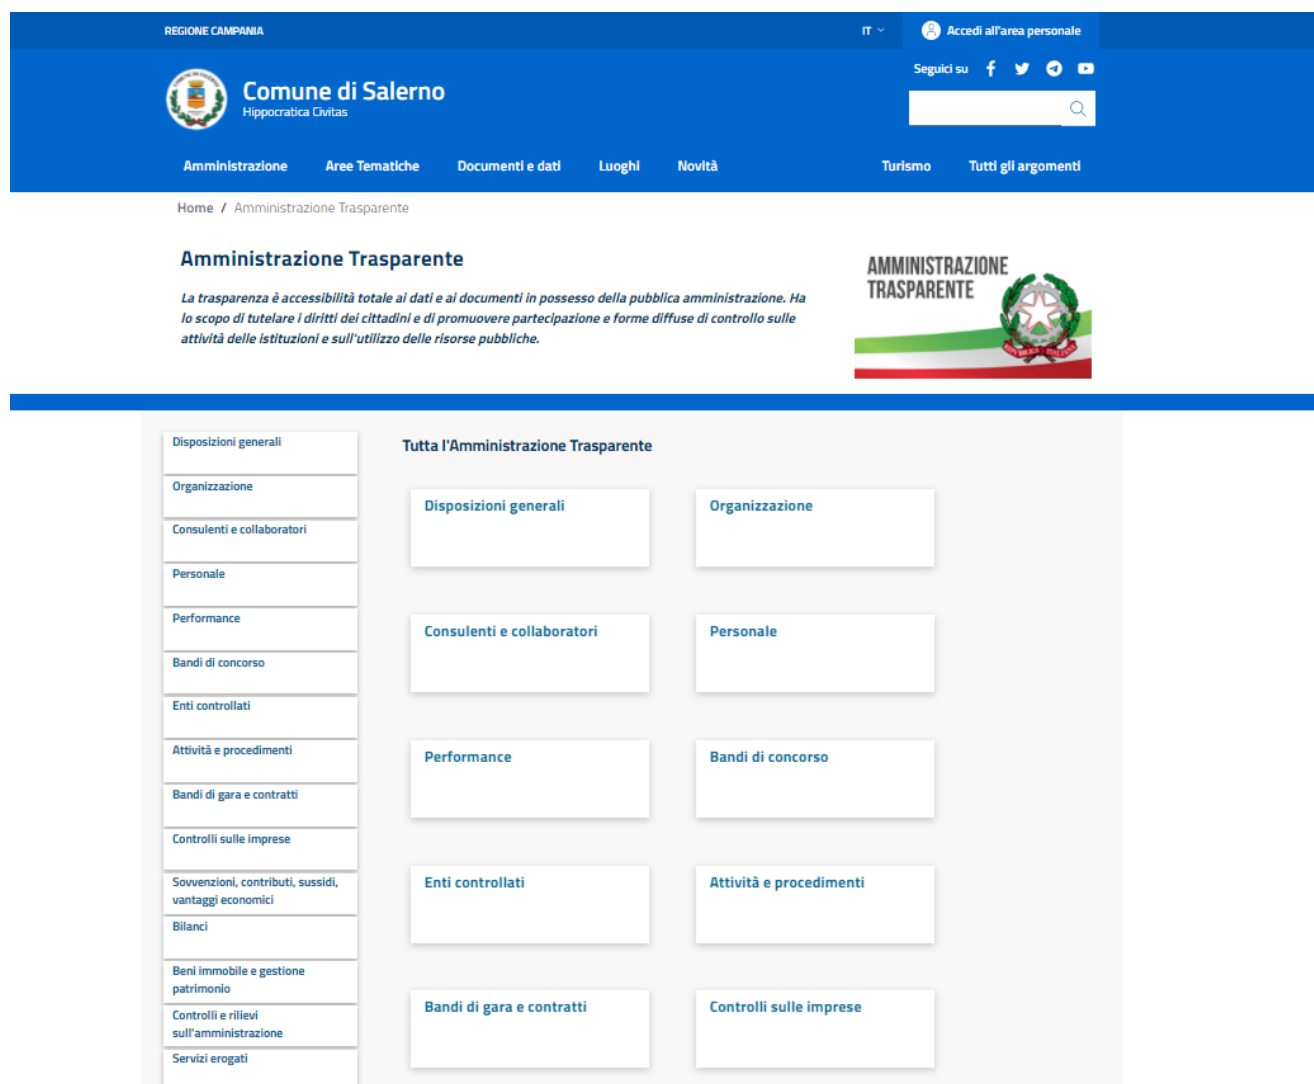 REGIONE CAMPANIA
IT
Accedi all'area personale
Seguici su
Comune di Salerno
Hippocratica Civitas
Amministrazione
Aree Tematiche
Documenti e dati
Luoghi
Novità
Turismo
Tutti gli argomenti
Home / Amministrazione Trasparente
Amministrazione Trasparente
La trasparenza è accessibilità totale ai dati e ai documenti in possesso della pubblica amministrazione. Ha
lo scopo di tutelare i diritti dei cittadini e di promuovere partecipazione e forme diffuse di controllo sulle
attività delle istituzioni e sull'utilizzo delle risorse pubbliche.
AMMINISTRAZIONE
TRASPARENTE
Disposizioni generali
Organizzazione
Consulenti e collaboratori
Personale
Performance
Bandi di concorso
Enti controllati
Attività e procedimenti
Bandi di gara e contratti
Controlli sulle imprese
Sovvenzioni, contributi, sussidi,
vantaggi economici
Bilanci
Beni immobile e gestione
patrimonio
Controlli e rilievi
sull'amministrazione
Servizi erogati
Tutta l'Amministrazione Trasparente
Disposizioni generali
Organizzazione
Consulenti e collaboratori
Personale
Performance
Bandi di concorso
Enti controllati
Attività e procedimenti
Bandi di gara e contratti
Controlli sulle imprese